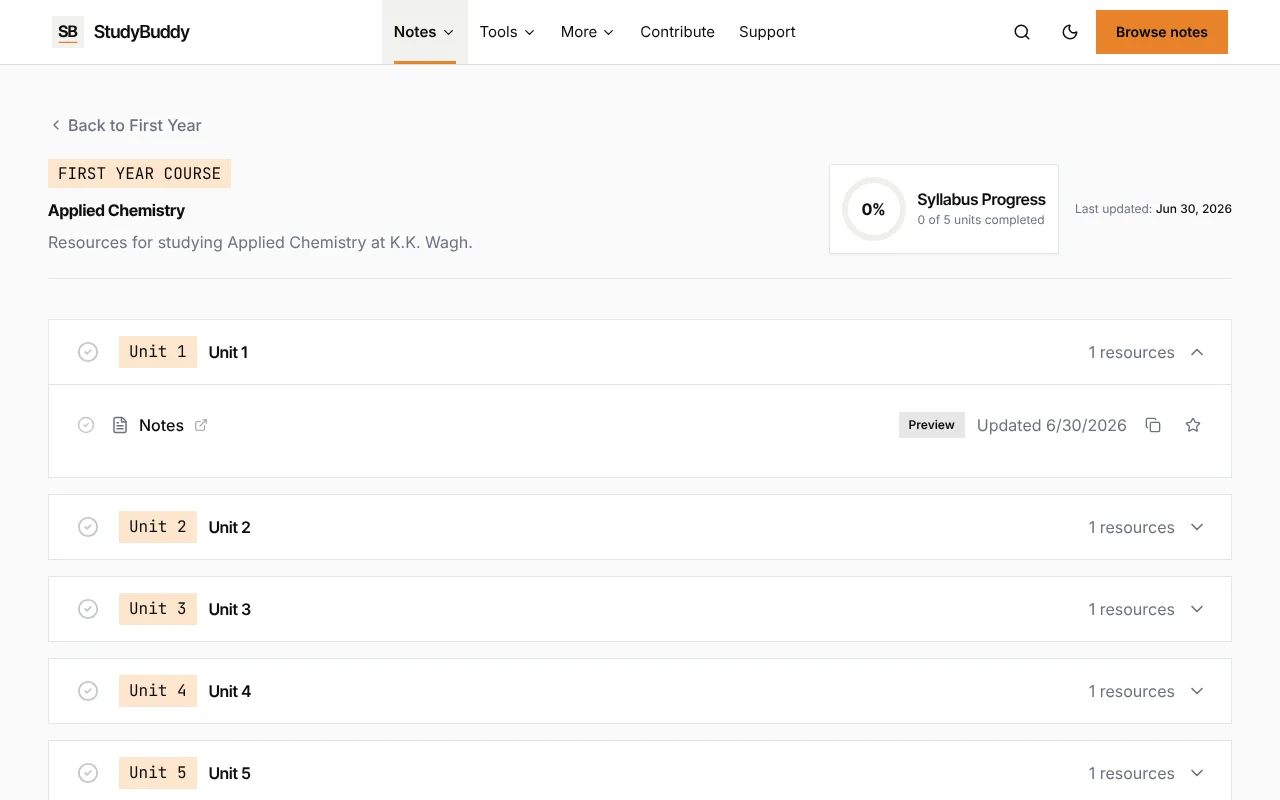 SB StudyBuddy Notes Tools More Contribute Support Browse notes
Back to First Year
FIRST YEAR COURSE
Applied Chemistry
Resources for studying Applied Chemistry at K.K. Wagh.
0%
Syllabus Progress
0 of 5 units completed
Last updated: Jun 30, 2026
Unit 1 Unit 1 1 resources
Notes Preview Updated 6/30/2026
Unit 2 Unit 2 1 resources
Unit 3 Unit 3 1 resources
Unit 4 Unit 4 1 resources
Unit 5 Unit 5 1 resources